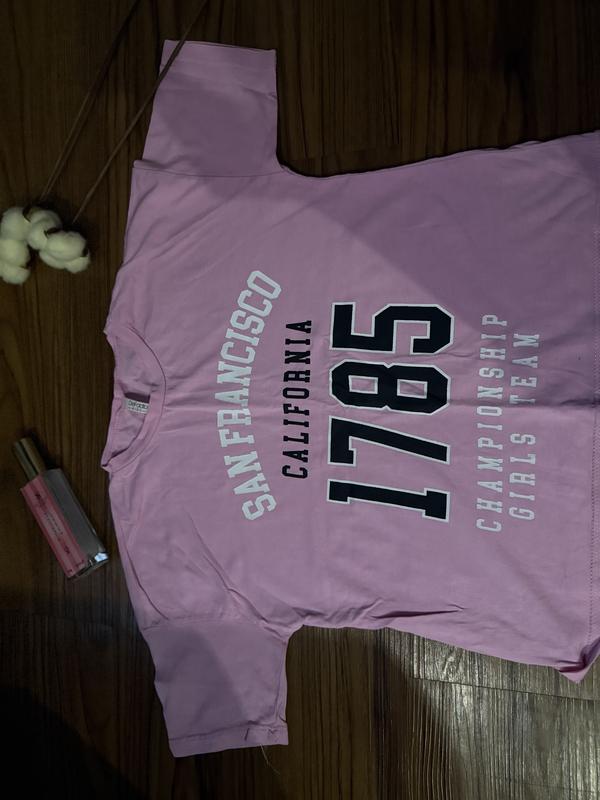 SAN FRANCISCO
CALIFORNIA
1785
CHAMPIONSHIP
GIRLS TEAM